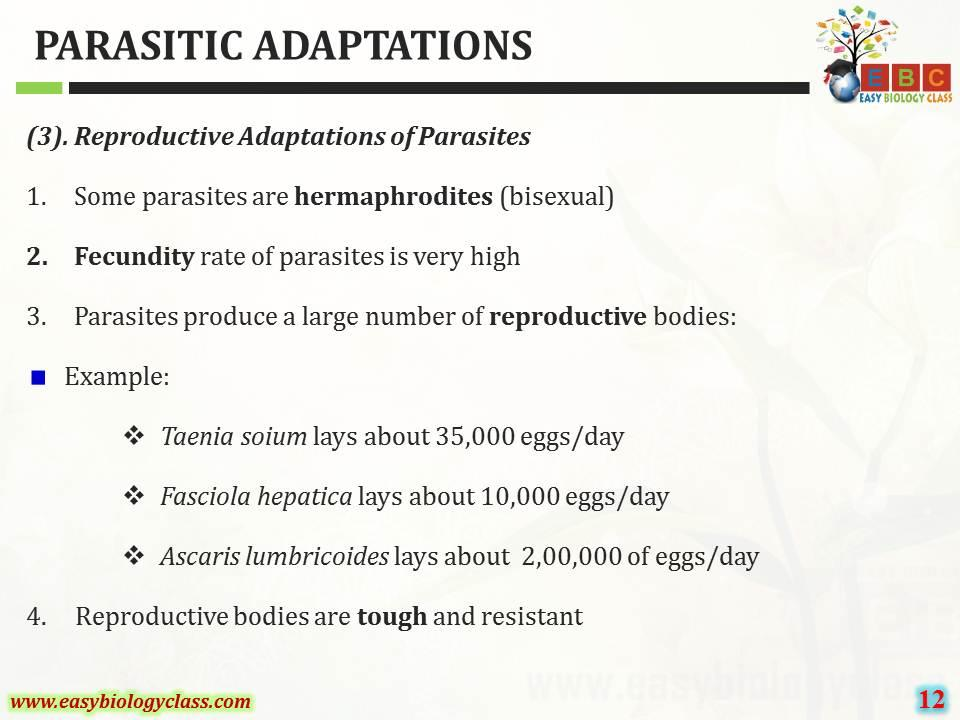 PARASITIC ADAPTATIONS
E B C
EASY BIOLOGY CLASS
(3). Reproductive Adaptations of Parasites
1. Some parasites are hermaphrodites (bisexual)
2. Fecundity rate of parasites is very high
3. Parasites produce a large number of reproductive bodies:
Example:
Taenia soium lays about 35,000 eggs/day
Fasciola hepatica lays about 10,000 eggs/day
Ascaris lumbricoides lays about 2,00,000 of eggs/day
4. Reproductive bodies are tough and resistant
www.easybiologyclass.com
12